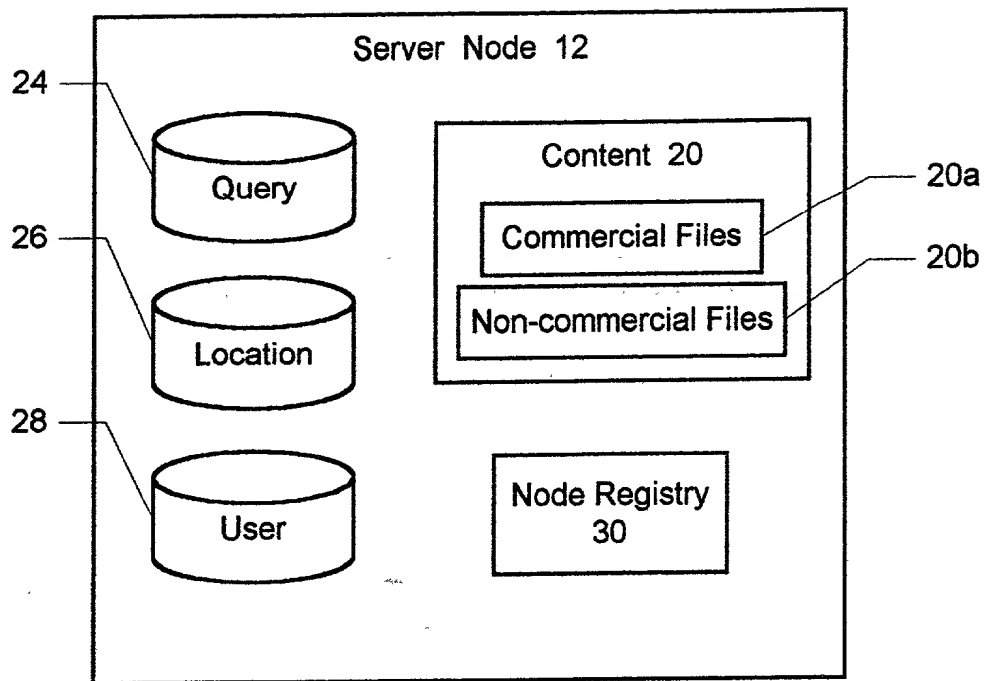 Server Node 12
24
Query
Content 20
20a
Commercial Files
26
20b
Non-commercial Files
Location
28
Node Registry
30
User